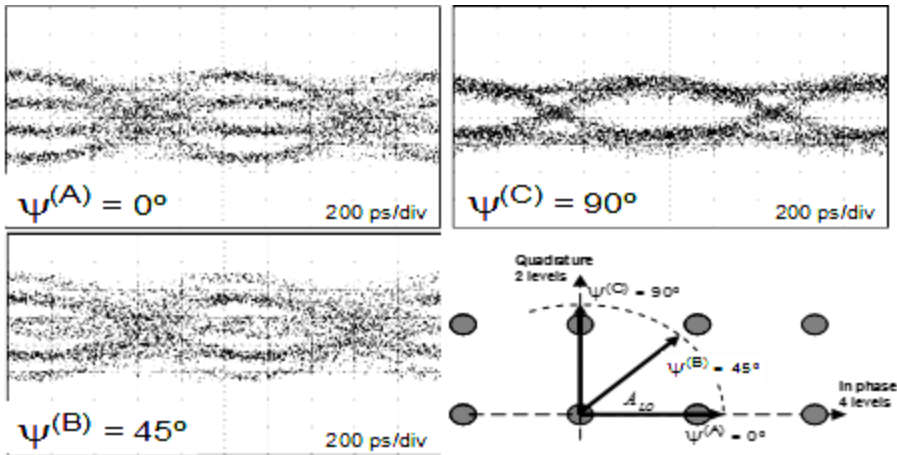 ψ(A) = 0º
200 ps/div
ψ(C) = 90º
200 ps/div
ψ(B) = 45º
200 ps/div
Quadrature
2 levels
ψ(C) = 90º
ψ(B) = 45º
A_LO
In phase
4 levels
ψ(A) = 0º